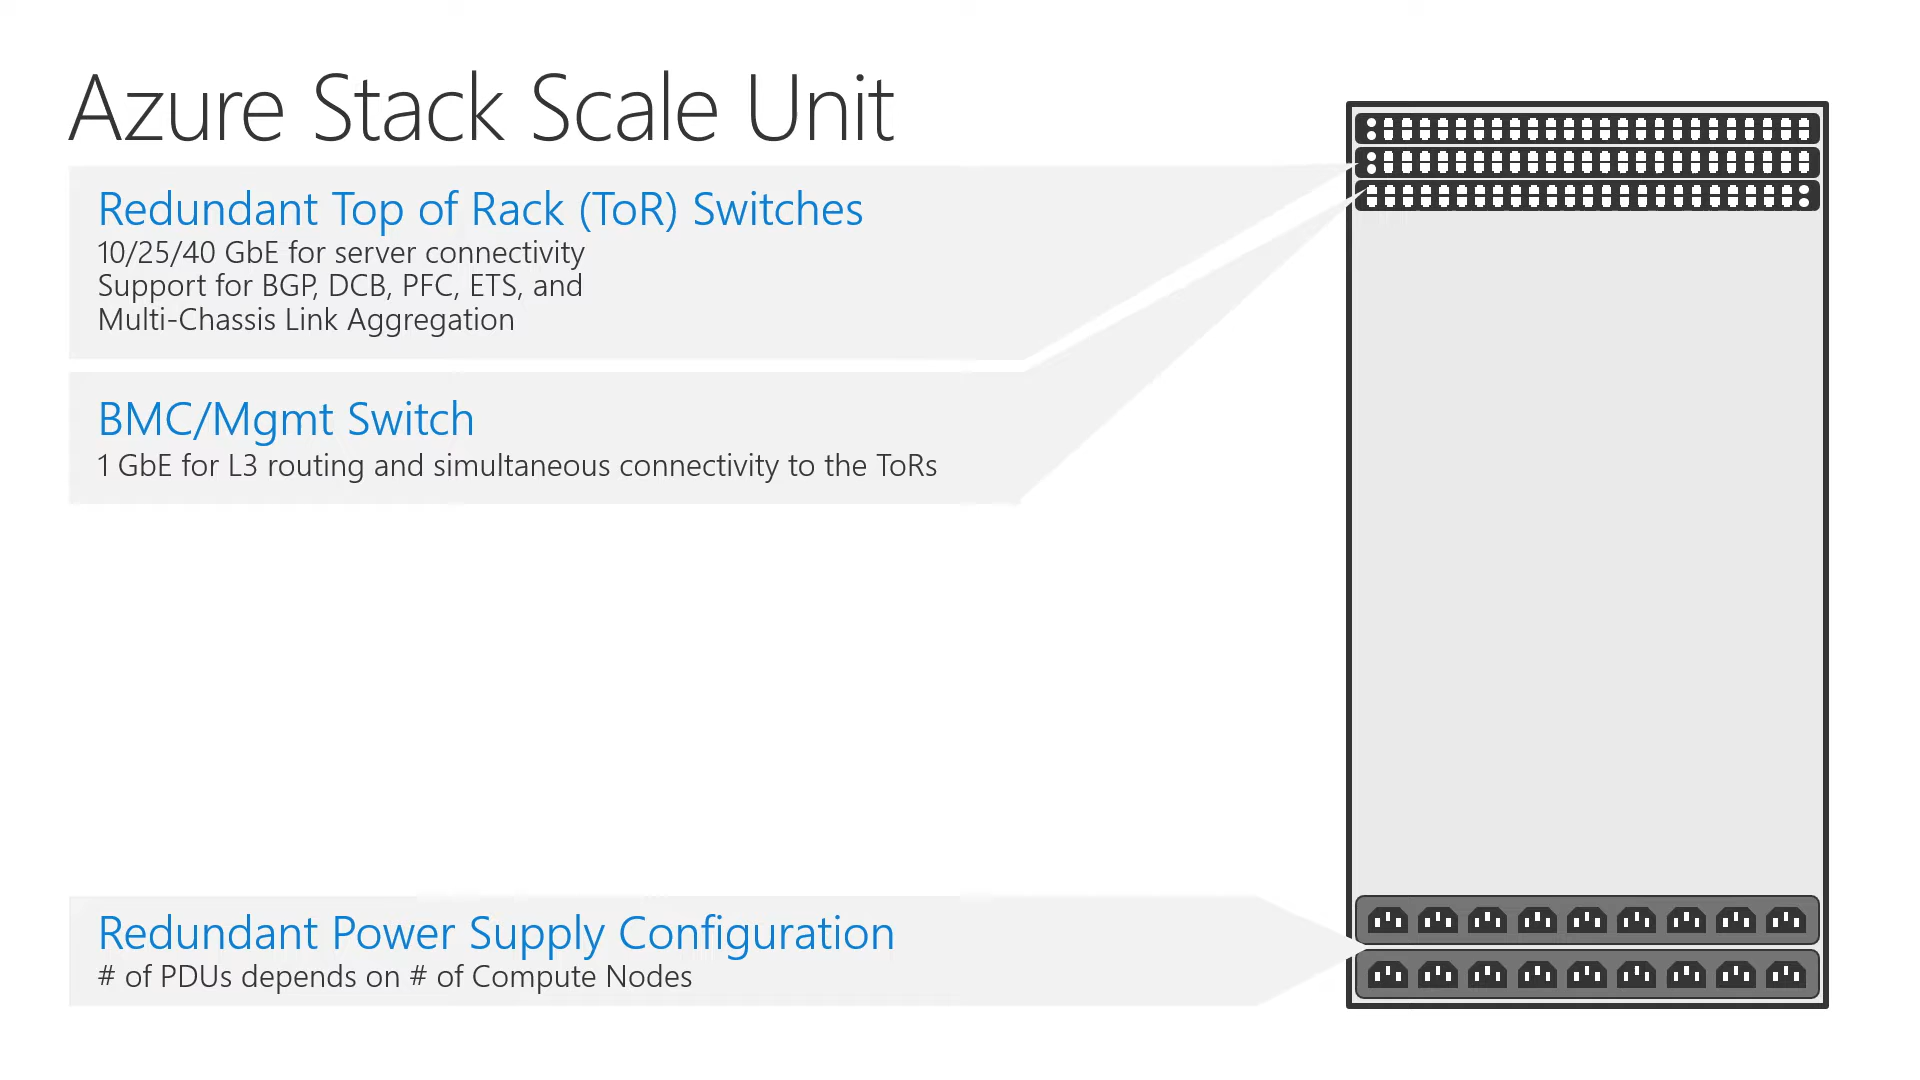 Azure Stack Scale Unit
Redundant Top of Rack (ToR) Switches
10/25/40 GbE for server connectivity
Support for BGP, DCB, PFC, ETS, and
Multi-Chassis Link Aggregation
BMC/Mgmt Switch
1 GbE for L3 routing and simultaneous connectivity to the ToRs
Redundant Power Supply Configuration
# of PDUs depends on # of Compute Nodes